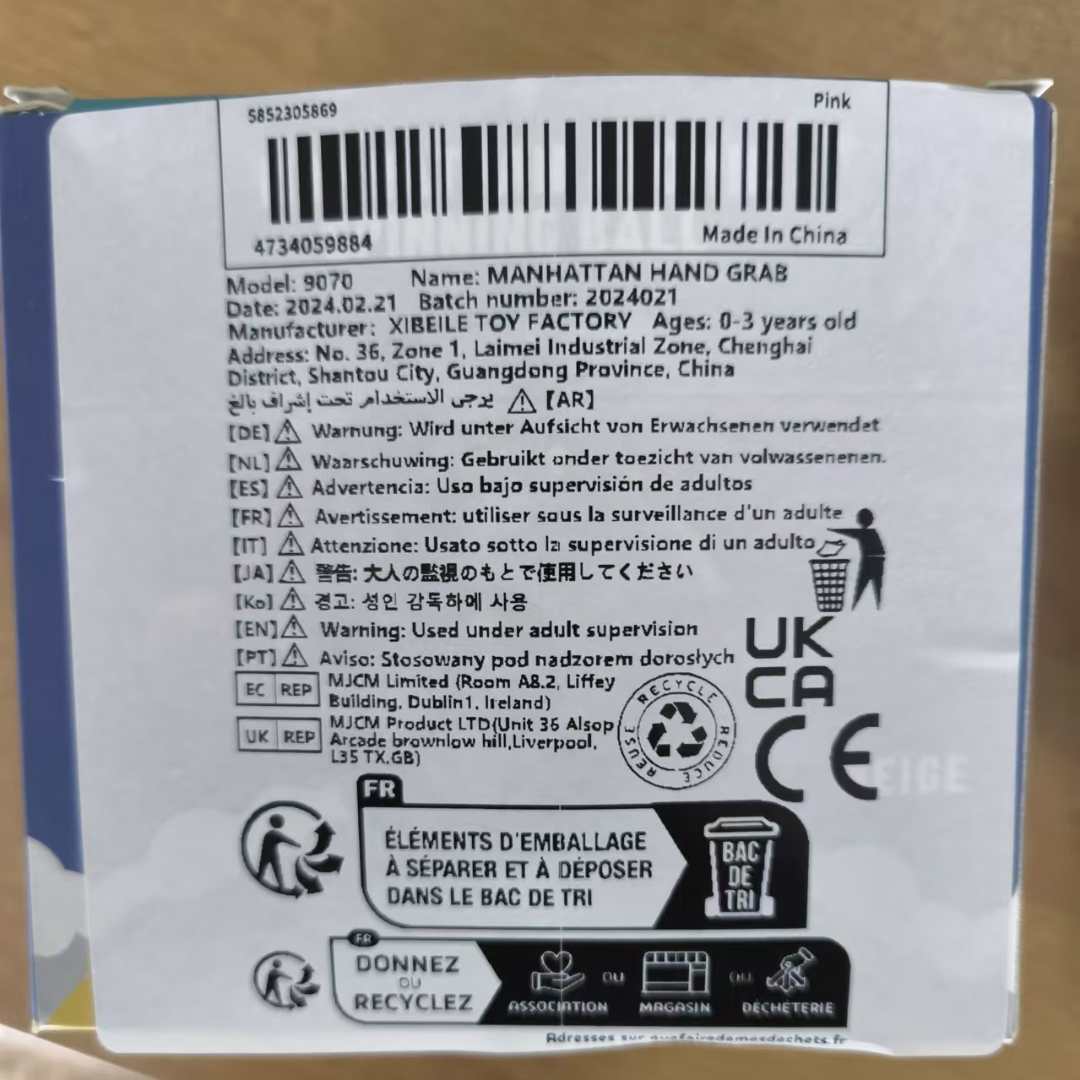 5852305869
Pink
4734059884
Made In China
Model: 9070 Name: MANHATTAN HAND GRAB
Date: 2024.02.21 Batch number: 2024021
Manufacturer: XIBEILE TOY FACTORY Ages: 0-3 years old
Address: No. 36, Zone 1, Laimei Industrial Zone, Chenghai
District, Shantou City, Guangdong Province, China
يرجى الاستخدام تحت إشراف بالغ ⚠ 【AR】
【DE】⚠ Warnung: Wird unter Aufsicht von Erwachsenen verwendet
【NL】⚠ Waarschuwing: Gebruikt onder toezicht van volwassenenen.
【ES】⚠ Advertencia: Uso bajo supervisión de adultos
【FR】⚠ Avertissement: utiliser sous la surveillance d'un adulte
【IT】⚠ Attenzione: Usato sotto la supervisione di un adulto
【JA】⚠ 警告: 大人の監視のもとで使用してください
【Ko】⚠ 경고: 성인 감독하에 사용
【EN】⚠ Warning: Used under adult supervision
【PT】⚠ Aviso: Stosowany pod nadzorem dorosłych
EC REP MJCM Limited (Room A8.2, Liffey
Building, Dublin1, Ireland)
UK REP MJCM Product LTD(Unit 36 Alsop
Arcade brownlow hill,Liverpool,
L35 TX.GB)
RECYCLE REDUCE REUSE
UK
CA
CE
EIGE
FR
ÉLÉMENTS D'EMBALLAGE
À SÉPARER ET À DÉPOSER
DANS LE BAC DE TRI
BAC
DE
TRI
FR
DONNEZ
OU
RECYCLEZ
ASSOCIATION OU MAGASIN OU DÉCHÈTERIE
Adresses sur quefairedemesdechets.fr